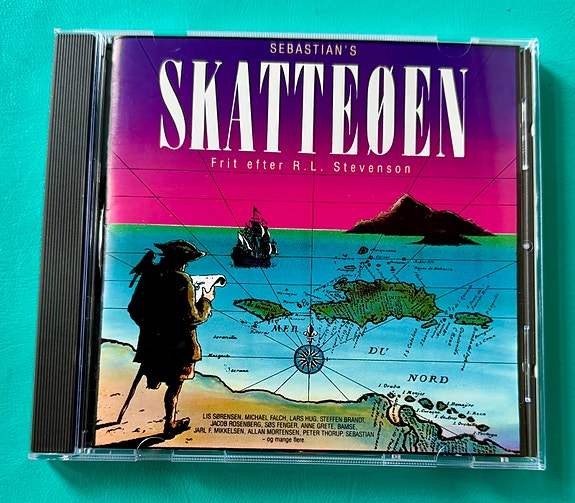 SEBASTIAN'S
SKATTEØEN
Frit efter R.L. Stevenson
MER
DU
NORD
I. Oruba
LIS SØRENSEN, MICHAEL FALCH, LARS HUG, STEFFEN BRANDT,
JACOB ROSENBERG, SØS FENGER, ANNE GRETE, BAMSE
JARL F. MIKKELSEN, ALLAN MORTENSEN, PETER THORUP, SEBASTIAN
– og mange flere